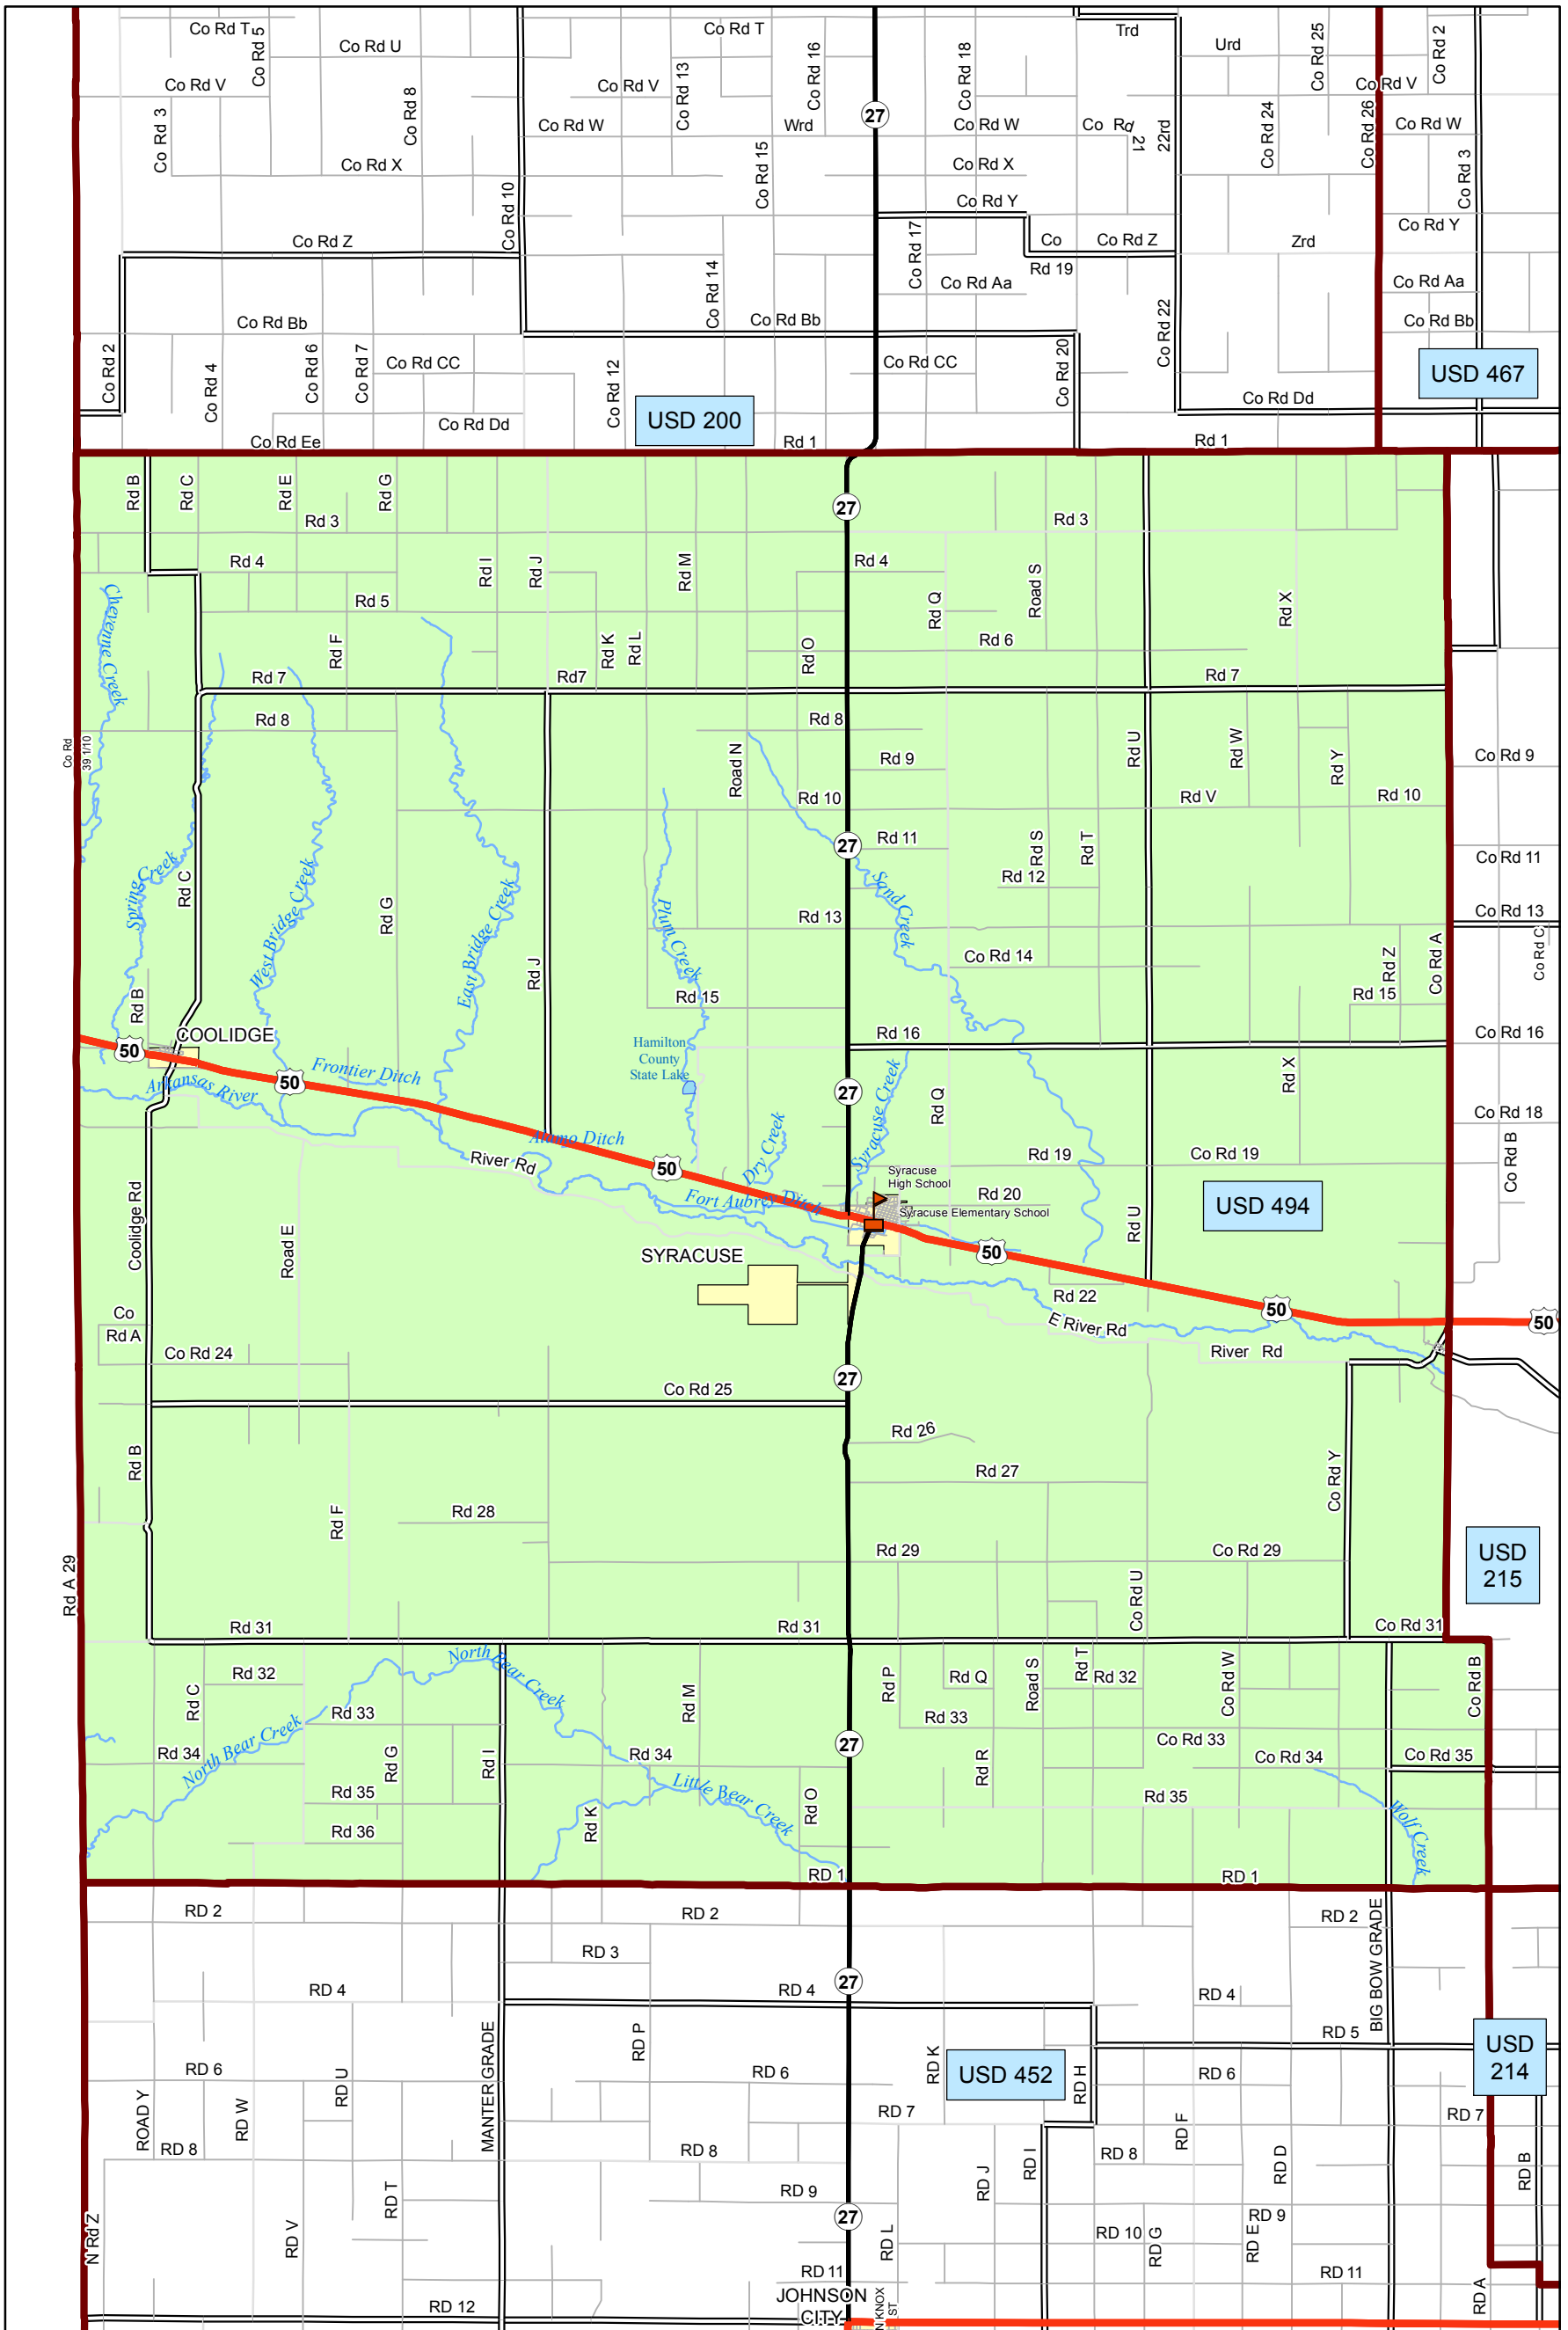 Co Rd T
Co Rd 5
Co Rd U
Co Rd T
Co Rd 16
Co Rd 18
Trd
Urd
Co Rd 25
Co Rd 2
Co Rd V
Co Rd 3
Co Rd 8
Co Rd V
Co Rd 13
Co Rd V
Co Rd W
Wrd
27
Co Rd W
Co Rd
21
22rd
Co Rd 24
Co Rd 26
Co Rd W
Co Rd X
Co Rd 15
Co Rd X
Co Rd 3
Co Rd 10
Co Rd Y
Co Rd Y
Co Rd Z
Co Rd 17
Co
Rd 19
Co Rd Z
Zrd
Co Rd 14
Co Rd Aa
Co Rd Aa
Co Rd Bb
Co Rd Bb
Co Rd 22
Co Rd Bb
Co Rd 2
Co Rd 4
Co Rd 6
Co Rd 7
Co Rd CC
Co Rd 12
Co Rd CC
Co Rd 20
USD 467
USD 200
Co Rd Dd
Co Rd Dd
Co Rd Ee
Rd 1
Rd 1
Rd B
Rd C
Rd E
Rd G
Rd 3
27
Rd 3
Rd 4
Rd I
Rd J
Rd M
Rd 4
Rd Q
Road S
Rd X
Cheyenne Creek
Rd 5
Rd F
Rd K
Rd L
Rd O
Rd 6
Rd 7
Rd7
Rd 7
Rd 8
Rd 8
Co Rd
39 1/10
Road N
Rd 9
Rd U
Rd W
Rd Y
Co Rd 9
Rd 10
Rd V
Rd 10
27
Rd 11
Rd S
Rd T
Co Rd 11
Spring Creek
Rd C
West Bridge Creek
Rd G
East Bridge Creek
Plum Creek
Sand Creek
Rd 12
Rd 13
Co Rd 13
Rd J
Co Rd 14
Rd Z
Co Rd A
Co Rd C
Rd B
Rd 15
Rd 15
COOLIDGE
50
Hamilton
County
State Lake
Rd 16
Co Rd 16
Arkansas River
50
Frontier Ditch
27
Syracuse Creek
Rd Q
Rd X
Co Rd 18
Alamo Ditch
Dry Creek
River Rd
50
Rd 19
Co Rd 19
Co Rd B
Fort Aubrey Ditch
Syracuse
High School
Rd 20
Syracuse Elementary School
USD 494
Coolidge Rd
Road E
SYRACUSE
50
Rd U
Rd 22
50
50
Co
Rd A
E River Rd
River Rd
Co Rd 24
27
Co Rd 25
Rd B
Rd 26
Rd 27
Co Rd Y
Rd F
Rd 28
Rd A 29
Rd 29
Co Rd 29
USD
215
Co Rd U
Rd 31
Rd 31
Co Rd 31
North Bear Creek
Rd 32
Rd C
Rd M
Rd P
Rd Q
Road S
Rd T
Rd 32
Co Rd W
Co Rd B
North Bear Creek
Rd 33
Rd 33
Co Rd 33
Rd 34
Rd G
Rd I
Rd 34
27
Rd R
Co Rd 34
Co Rd 35
Rd 35
Rd K
Little Bear Creek
Rd O
Rd 35
Wolf Creek
Rd 36
RD 1
RD 1
RD 2
RD 2
RD 2
BIG BOW GRADE
RD 3
27
RD 4
RD 4
RD 4
MANTER GRADE
RD P
RD 5
USD
214
RD K
USD 452
RD H
RD 6
RD U
RD 6
RD 6
ROAD Y
RD W
RD 7
RD F
RD 7
RD 8
RD 8
RD I
RD 8
RD D
RD J
RD B
RD T
RD 9
RD 9
27
N Rd Z
RD V
RD L
RD 10
RD G
RD E
RD 11
RD 11
JOHNSON
CITY
N KNOX
ST
RD A
RD 12